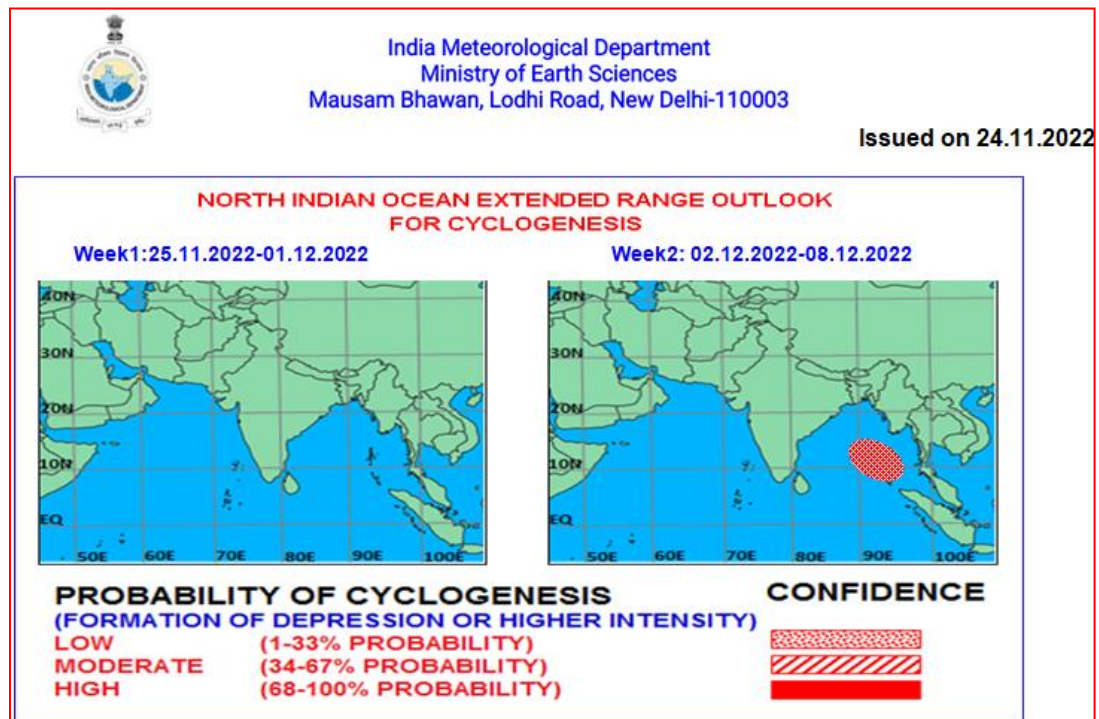 India Meteorological Department
Ministry of Earth Sciences
Mausam Bhawan, Lodhi Road, New Delhi-110003
Issued on 24.11.2022
NORTH INDIAN OCEAN EXTENDED RANGE OUTLOOK
FOR CYCLOGENESIS
Week1:25.11.2022-01.12.2022
Week2: 02.12.2022-08.12.2022
40N
30N
20N
10N
EQ
50E 60E 70E 80E 90E 100E
40N
30N
20N
10N
EQ
50E 60E 70E 80E 90E 100E
PROBABILITY OF CYCLOGENESIS CONFIDENCE
(FORMATION OF DEPRESSION OR HIGHER INTENSITY)
LOW (1-33% PROBABILITY)
MODERATE (34-67% PROBABILITY)
HIGH (68-100% PROBABILITY)